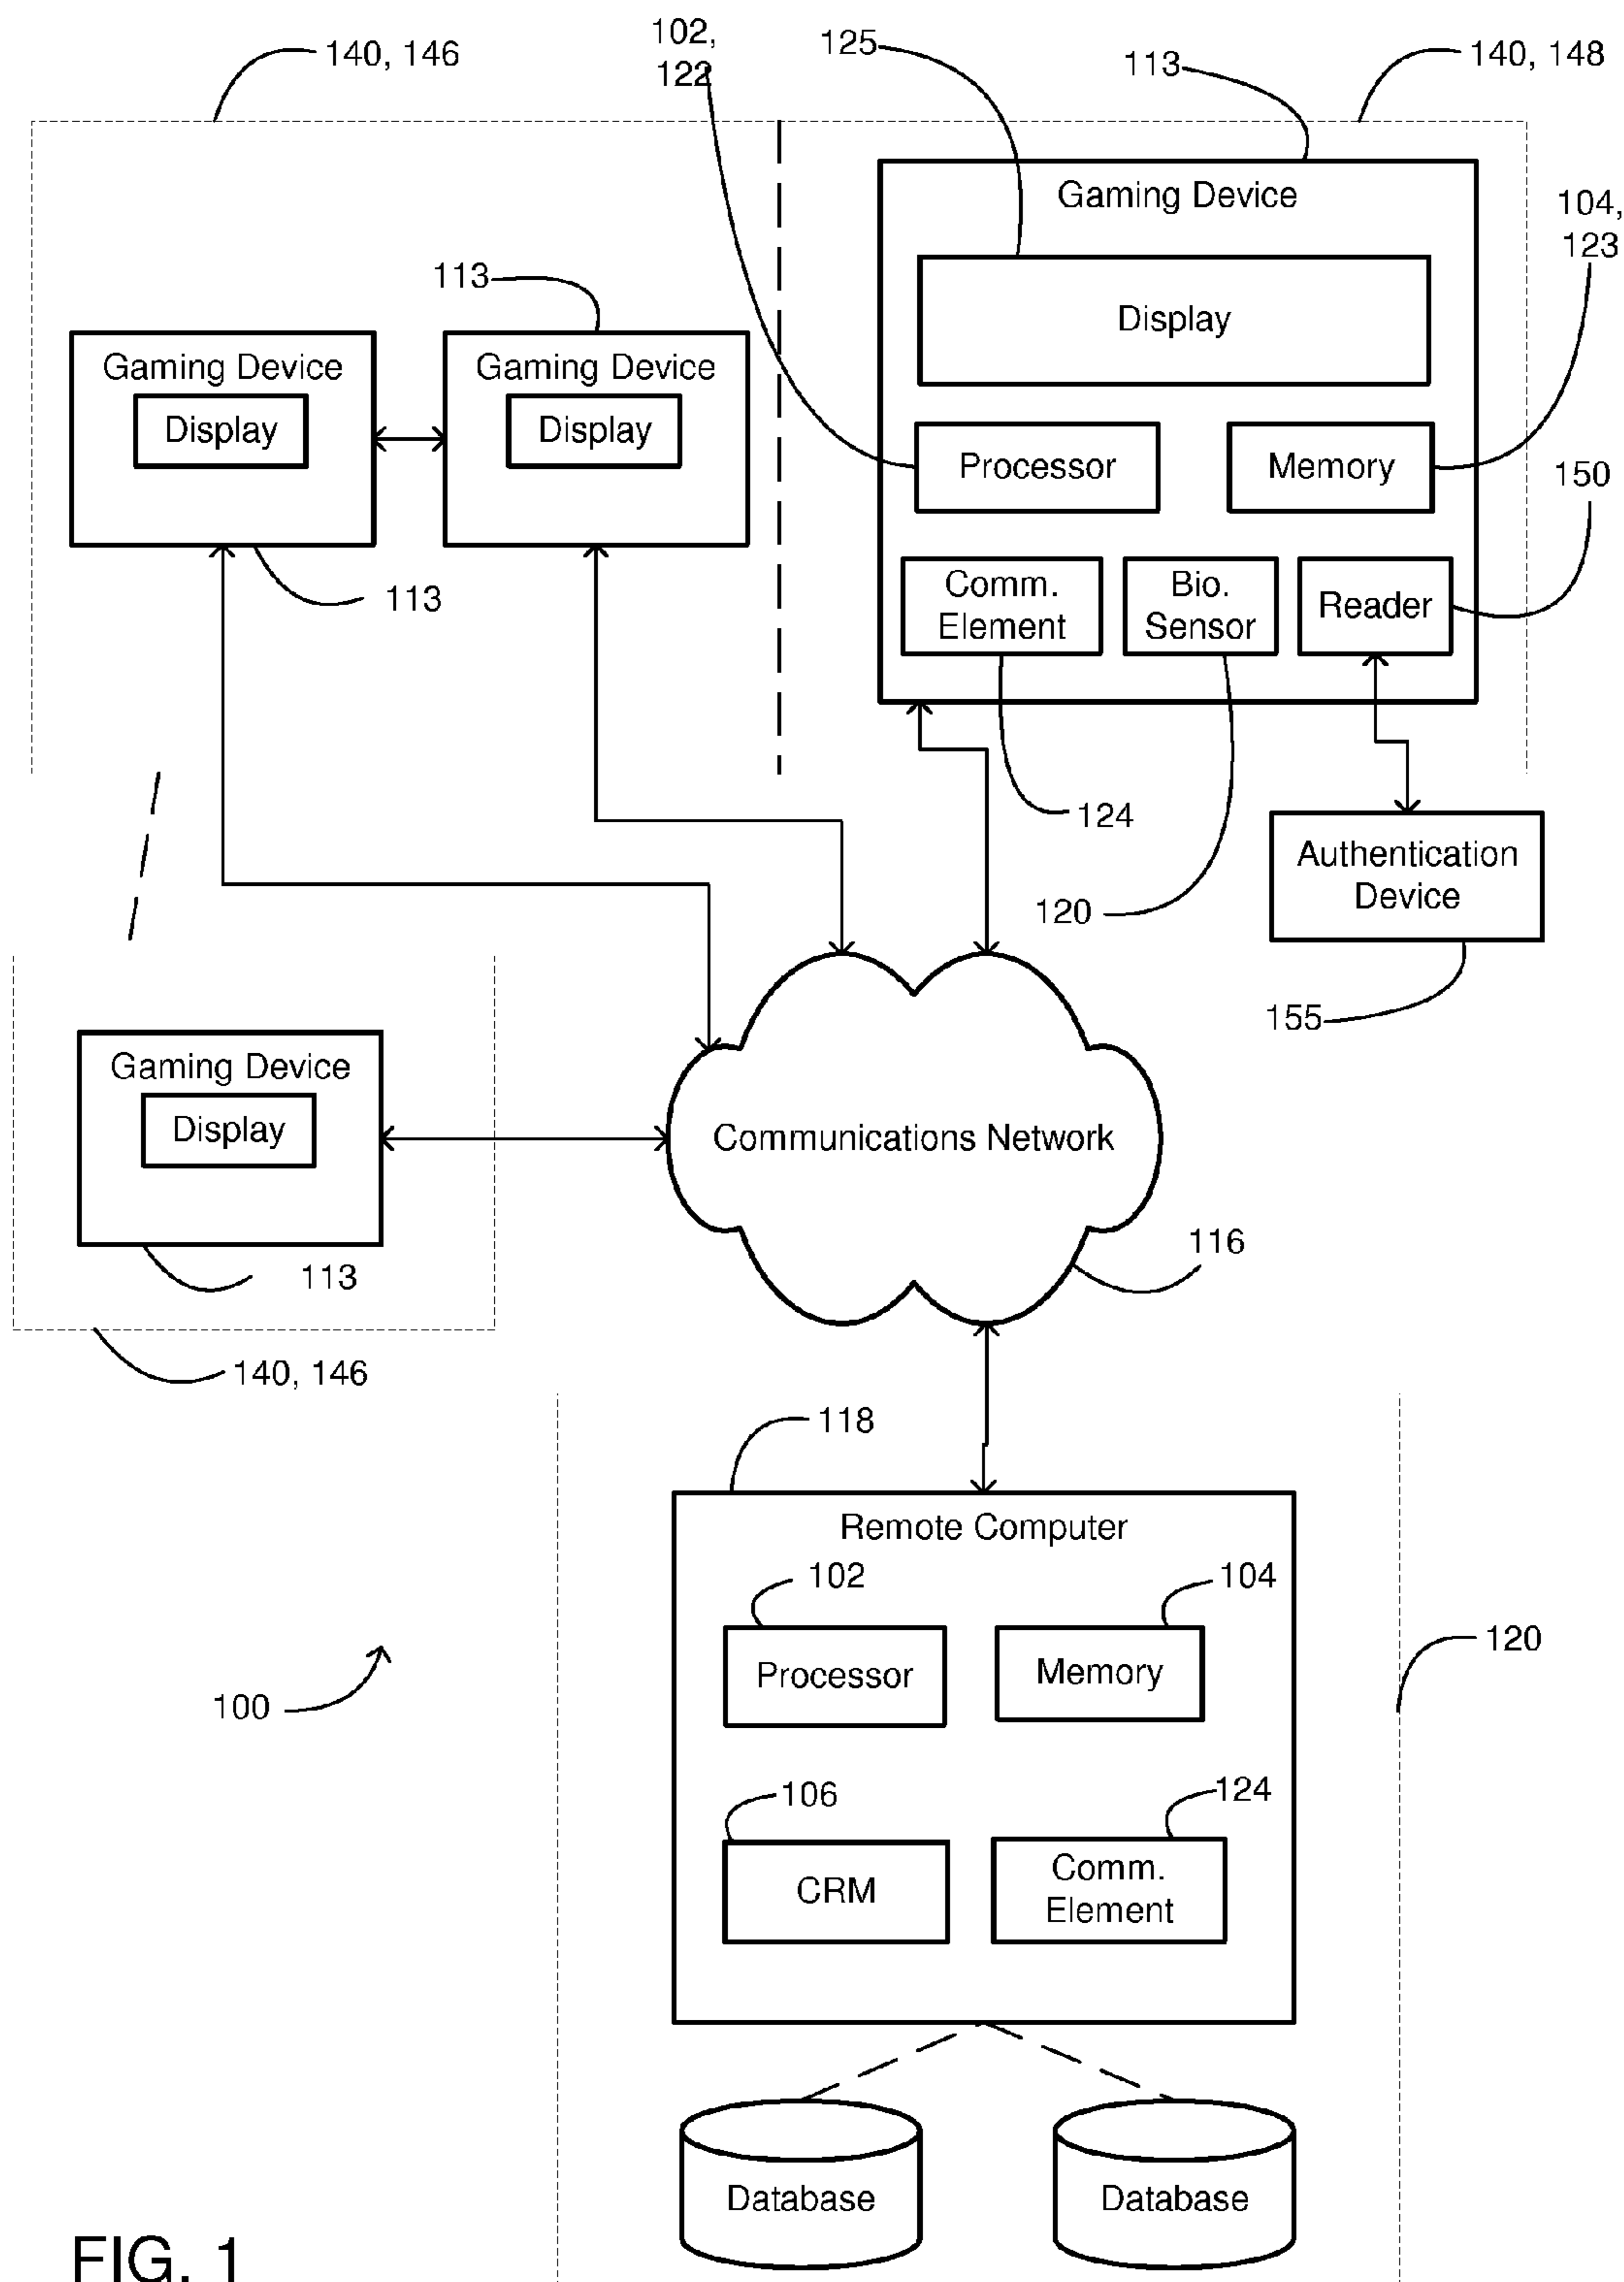 140, 146
102,
122
125
113
140, 148
Gaming Device
104,
123
Display
113
Gaming Device
Display
Gaming Device
Display
Processor
Memory
150
Comm.
Element
Bio.
Sensor
Reader
113
124
Authentication
Device
120
155
Gaming Device
Display
Communications Network
113
116
140, 146
118
Remote Computer
102
104
Processor
Memory
120
100
106
124
CRM
Comm.
Element
Database
Database
FIG. 1